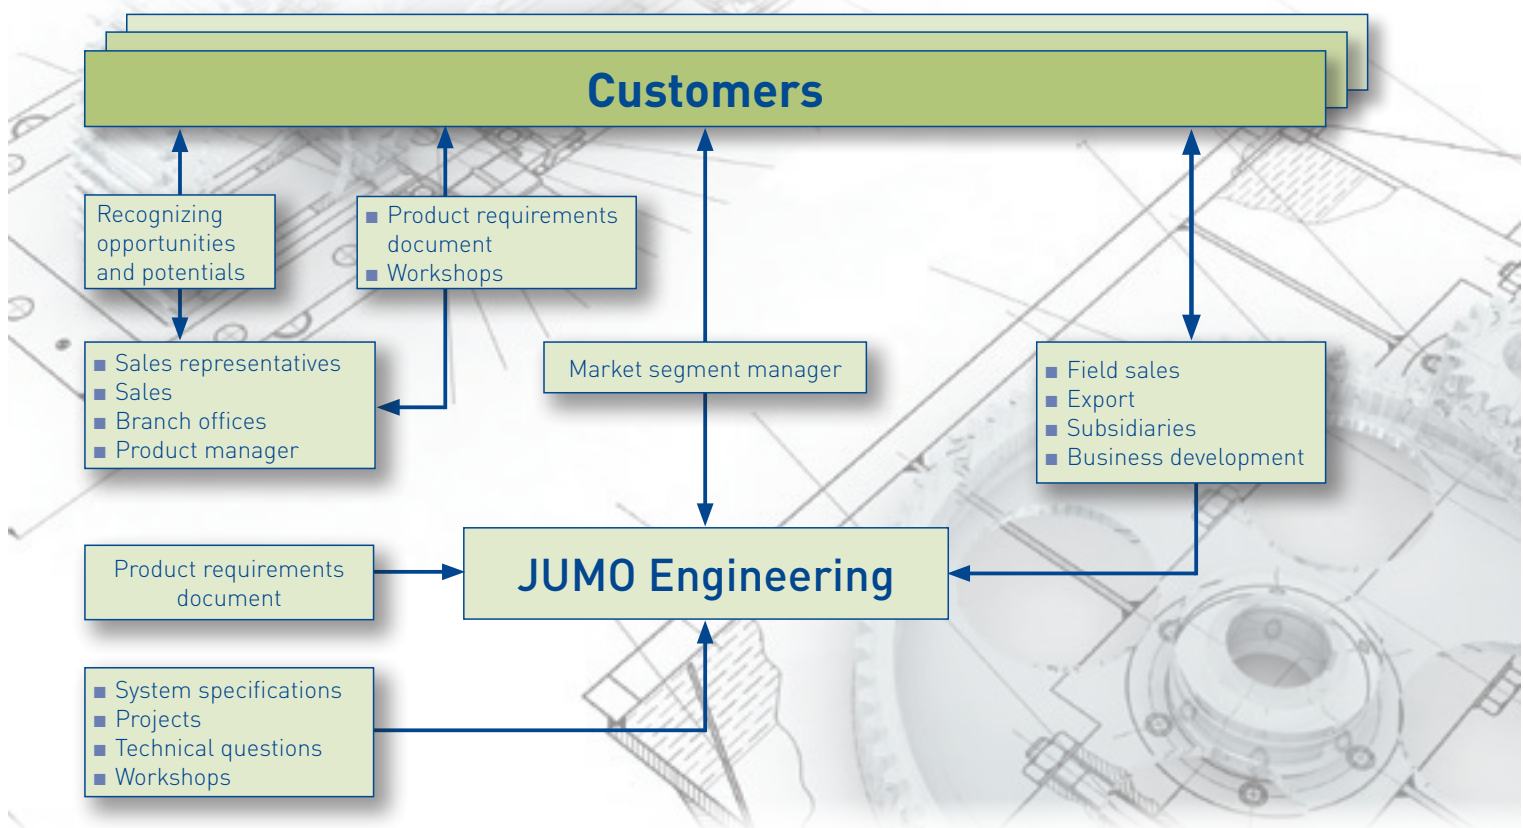 Customers
Recognizing
opportunities
and potentials
■ Product requirements
document
■ Workshops
■ Sales representatives
■ Sales
■ Branch offices
■ Product manager
Market segment manager
■ Field sales
■ Export
■ Subsidiaries
■ Business development
Product requirements
document
JUMO Engineering
■ System specifications
■ Projects
■ Technical questions
■ Workshops